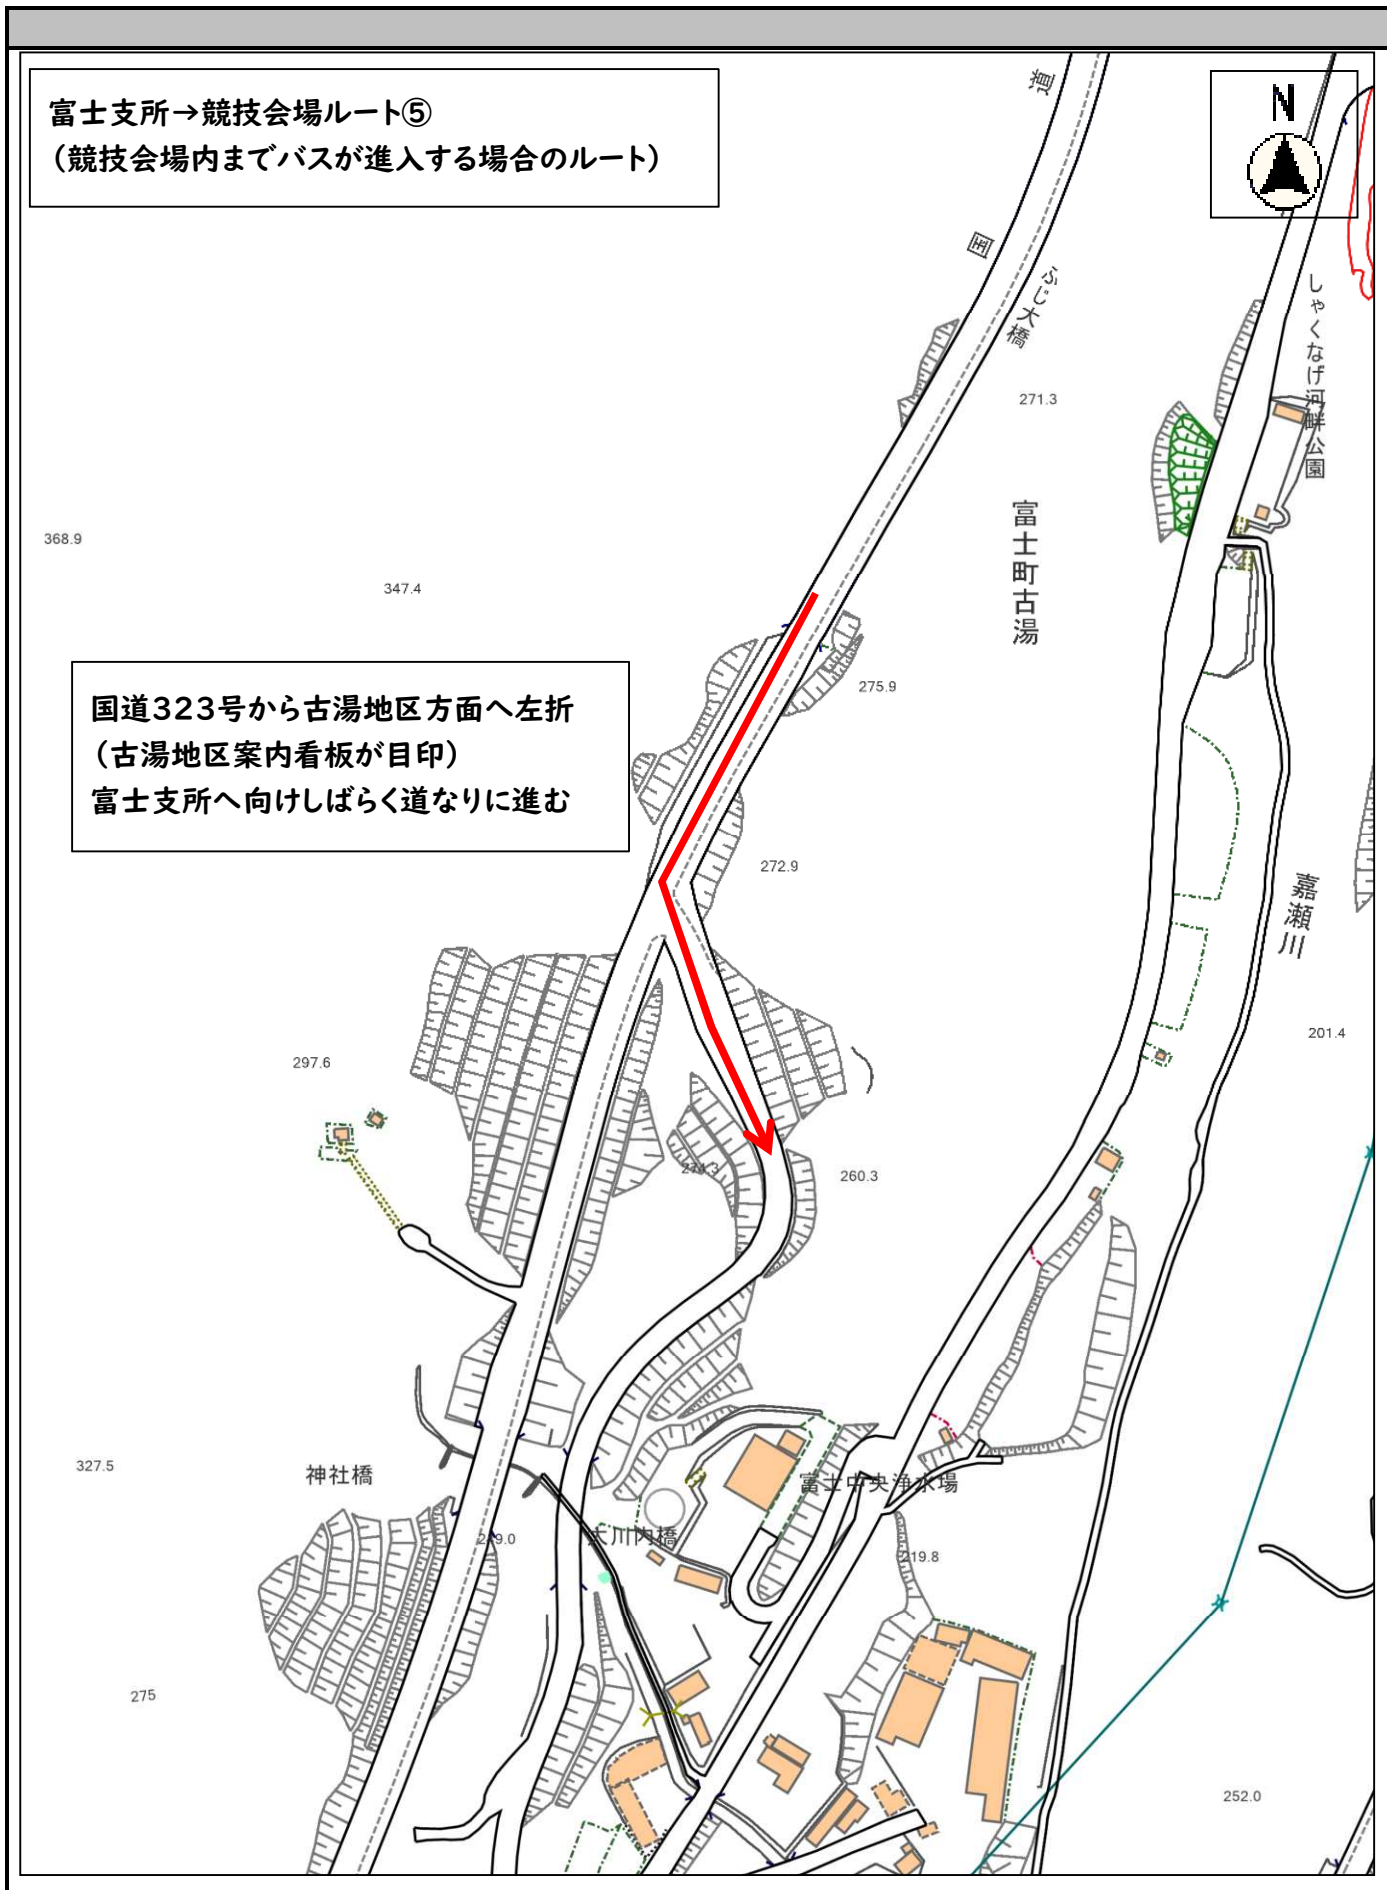 富士支所→競技会場ルート⑤
（競技会場内までバスが進入する場合のルート）
N
国道
ふじ大橋
しゃくなげ河畔公園
271.3
富士町古湯
368.9
347.4
国道323号から古湯地区方面へ左折
（古湯地区案内看板が目印）
富士支所へ向けしばらく道なりに進む
275.9
272.9
嘉瀬川
201.4
297.6
274.3
260.3
327.5
神社橋
富士中央浄水場
大川内橋
219.8
275
252.0